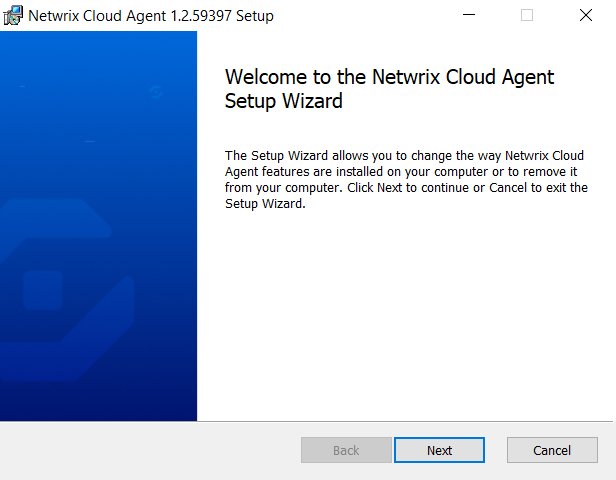 Netwrix Cloud Agent 1.2.59397 Setup
Welcome to the Netwrix Cloud Agent
Setup Wizard
The Setup Wizard allows you to change the way Netwrix Cloud
Agent features are installed on your computer or to remove it
from your computer. Click Next to continue or Cancel to exit the
Setup Wizard.
Back
Next
Cancel